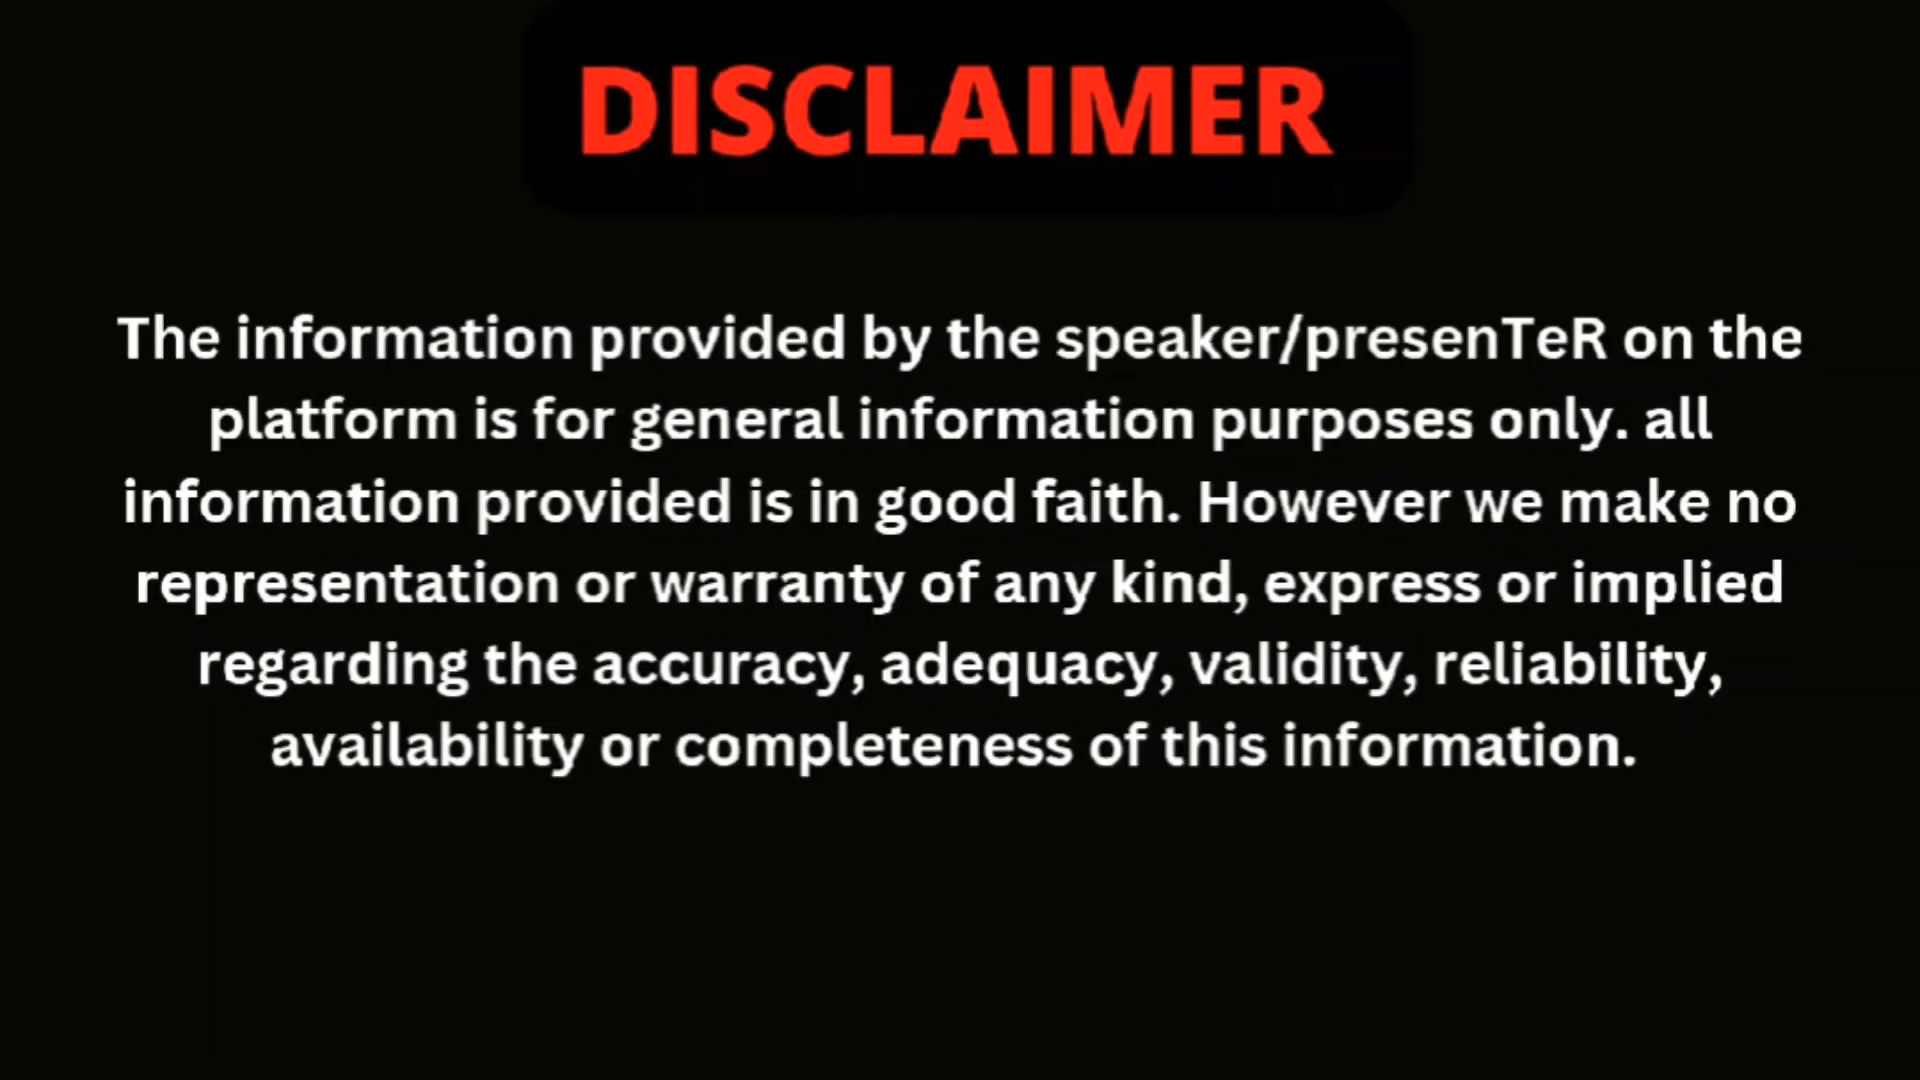 DISCLAIMER
The information provided by the speaker/presenTeR on the
platform is for general information purposes only. all
information provided is in good faith. However we make no
representation or warranty of any kind, express or implied
regarding the accuracy, adequacy, validity, reliability,
availability or completeness of this information.